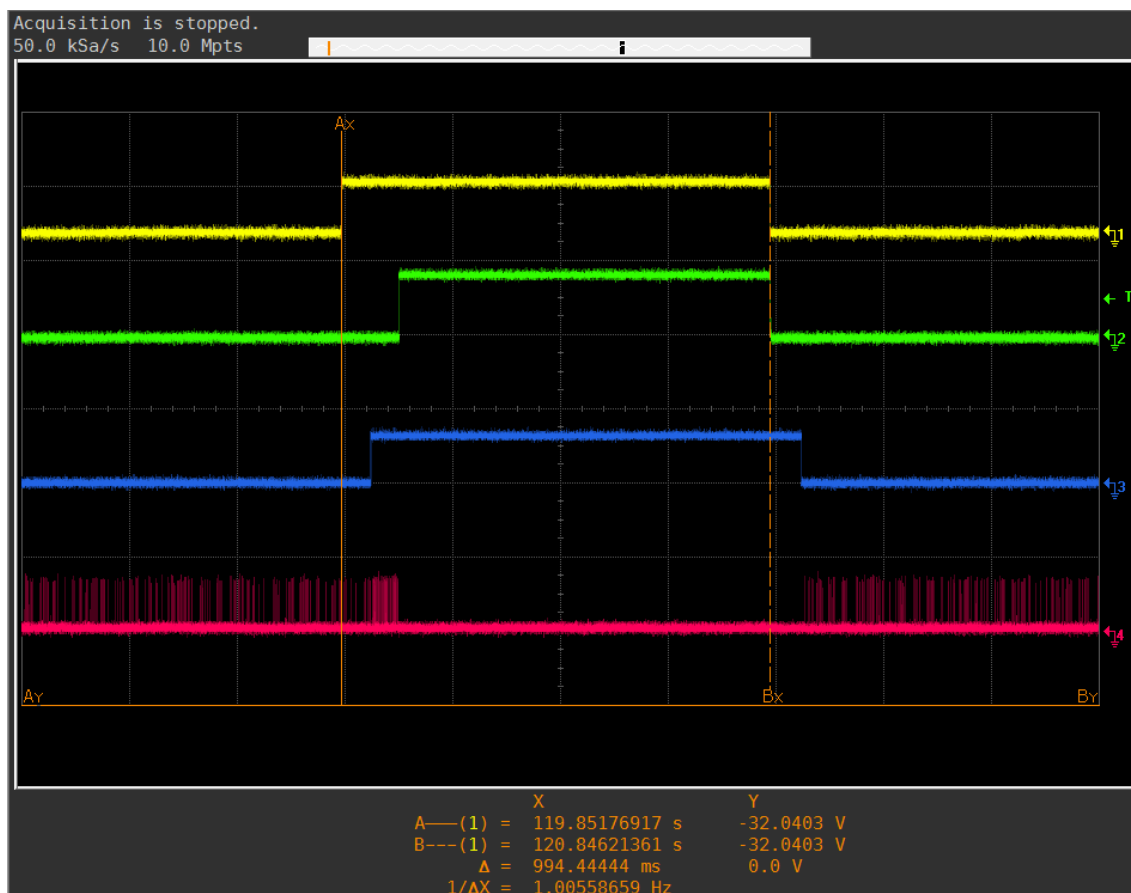 Acquisition is stopped.
50.0 kSa/s 10.0 Mpts
AX
1
T
2
3
4
AY BX BY
X Y
A——(1) = 119.85176917 s -32.0403 V
B---(1) = 120.84621361 s -32.0403 V
Δ = 994.44444 ms 0.0 V
1/ΔX = 1.00558659 Hz